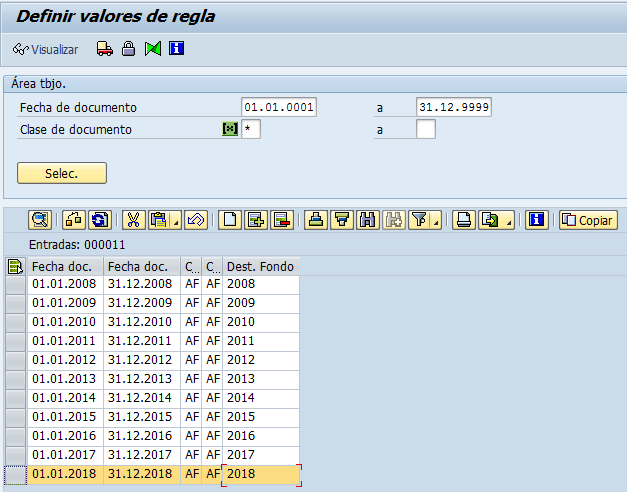 Definir valores de regla
Visualizar
Área tbjo.
Fecha de documento 01.01.0001 a 31.12.9999
Clase de documento * a
Selec.
Copiar
Entradas: 000011
Fecha doc. Fecha doc. C... C... Dest. Fondo
01.01.2008 31.12.2008 AF AF 2008
01.01.2009 31.12.2009 AF AF 2009
01.01.2010 31.12.2010 AF AF 2010
01.01.2011 31.12.2011 AF AF 2011
01.01.2012 31.12.2012 AF AF 2012
01.01.2013 31.12.2013 AF AF 2013
01.01.2014 31.12.2014 AF AF 2014
01.01.2015 31.12.2015 AF AF 2015
01.01.2016 31.12.2016 AF AF 2016
01.01.2017 31.12.2017 AF AF 2017
01.01.2018 31.12.2018 AF AF 2018